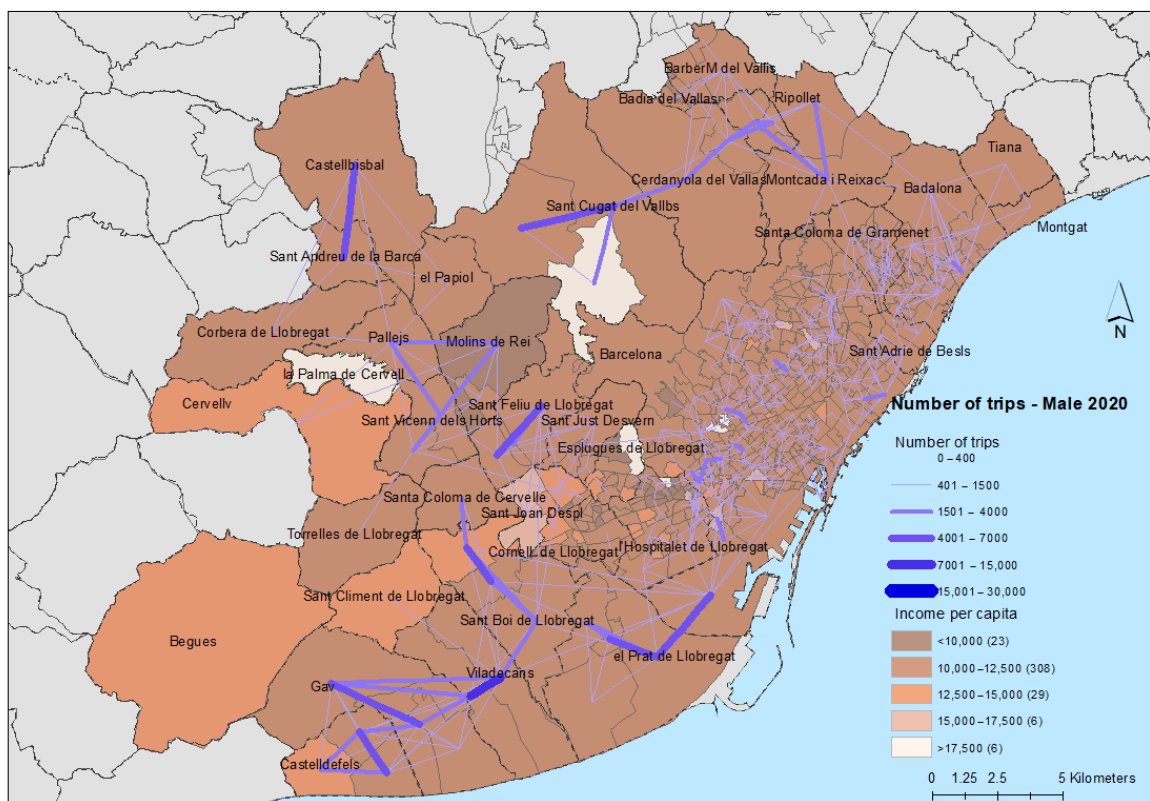 BarberM del Vallis
Badia del Vallas
Ripollet
Castellbisbal
Tiana
Cerdanyola del Vallas
Montcada i Reixac
Badalona
Sant Cugat del Vallbs
Montgat
Santa Coloma de Gramenet
Sant Andreu de la Barca
el Papiol
N
Corbera de Llobregat
Pallejs
Molins de Rei
Barcelona
Sant Adrie de Besls
la Palma de Cervell
Cervellv
Sant Feliu de Llobregat
Sant Vicenn dels Horts
Sant Just Desvern
Esplugues de Llobregat
Santa Coloma de Cervelle
Sant Joan Despl
Torrelles de Llobregat
CornellL de Llobregat
l'Hospitalet de Llobregat
Sant Climent de Llobregat
Sant Boi de Llobregat
Begues
el Prat de Llobregat
Viladecans
Gav
Castelldefels
Number of trips - Male 2020
Number of trips
0 – 400
401 – 1500
1501 – 4000
4001 – 7000
7001 – 15,000
15,001 – 30,000
Income per capita
<10,000 (23)
10,000 – 12,500 (308)
12,500 – 15,000 (29)
15,000 – 17,500 (6)
>17,500 (6)
0 1.25 2.5 5 Kilometers